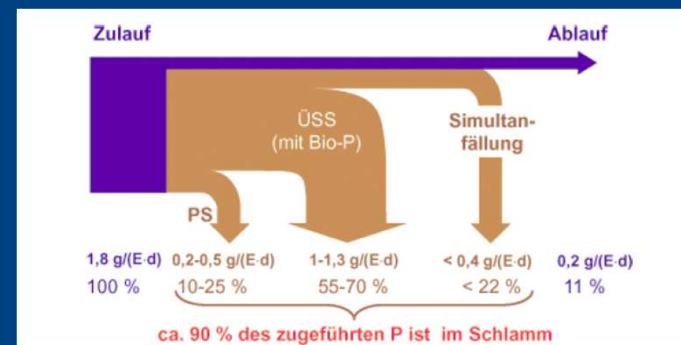 Zulauf
Ablauf
ÜSS
(mit Bio-P)
Simultan-
fällung
PS
1,8 g/(E·d) 0,2-0,5 g/(E·d) 1-1,3 g/(E·d) < 0,4 g/(E·d) 0,2 g/(E·d)
100 % 10-25 % 55-70 % < 22 % 11 %
ca. 90 % des zugeführten P ist im Schlamm